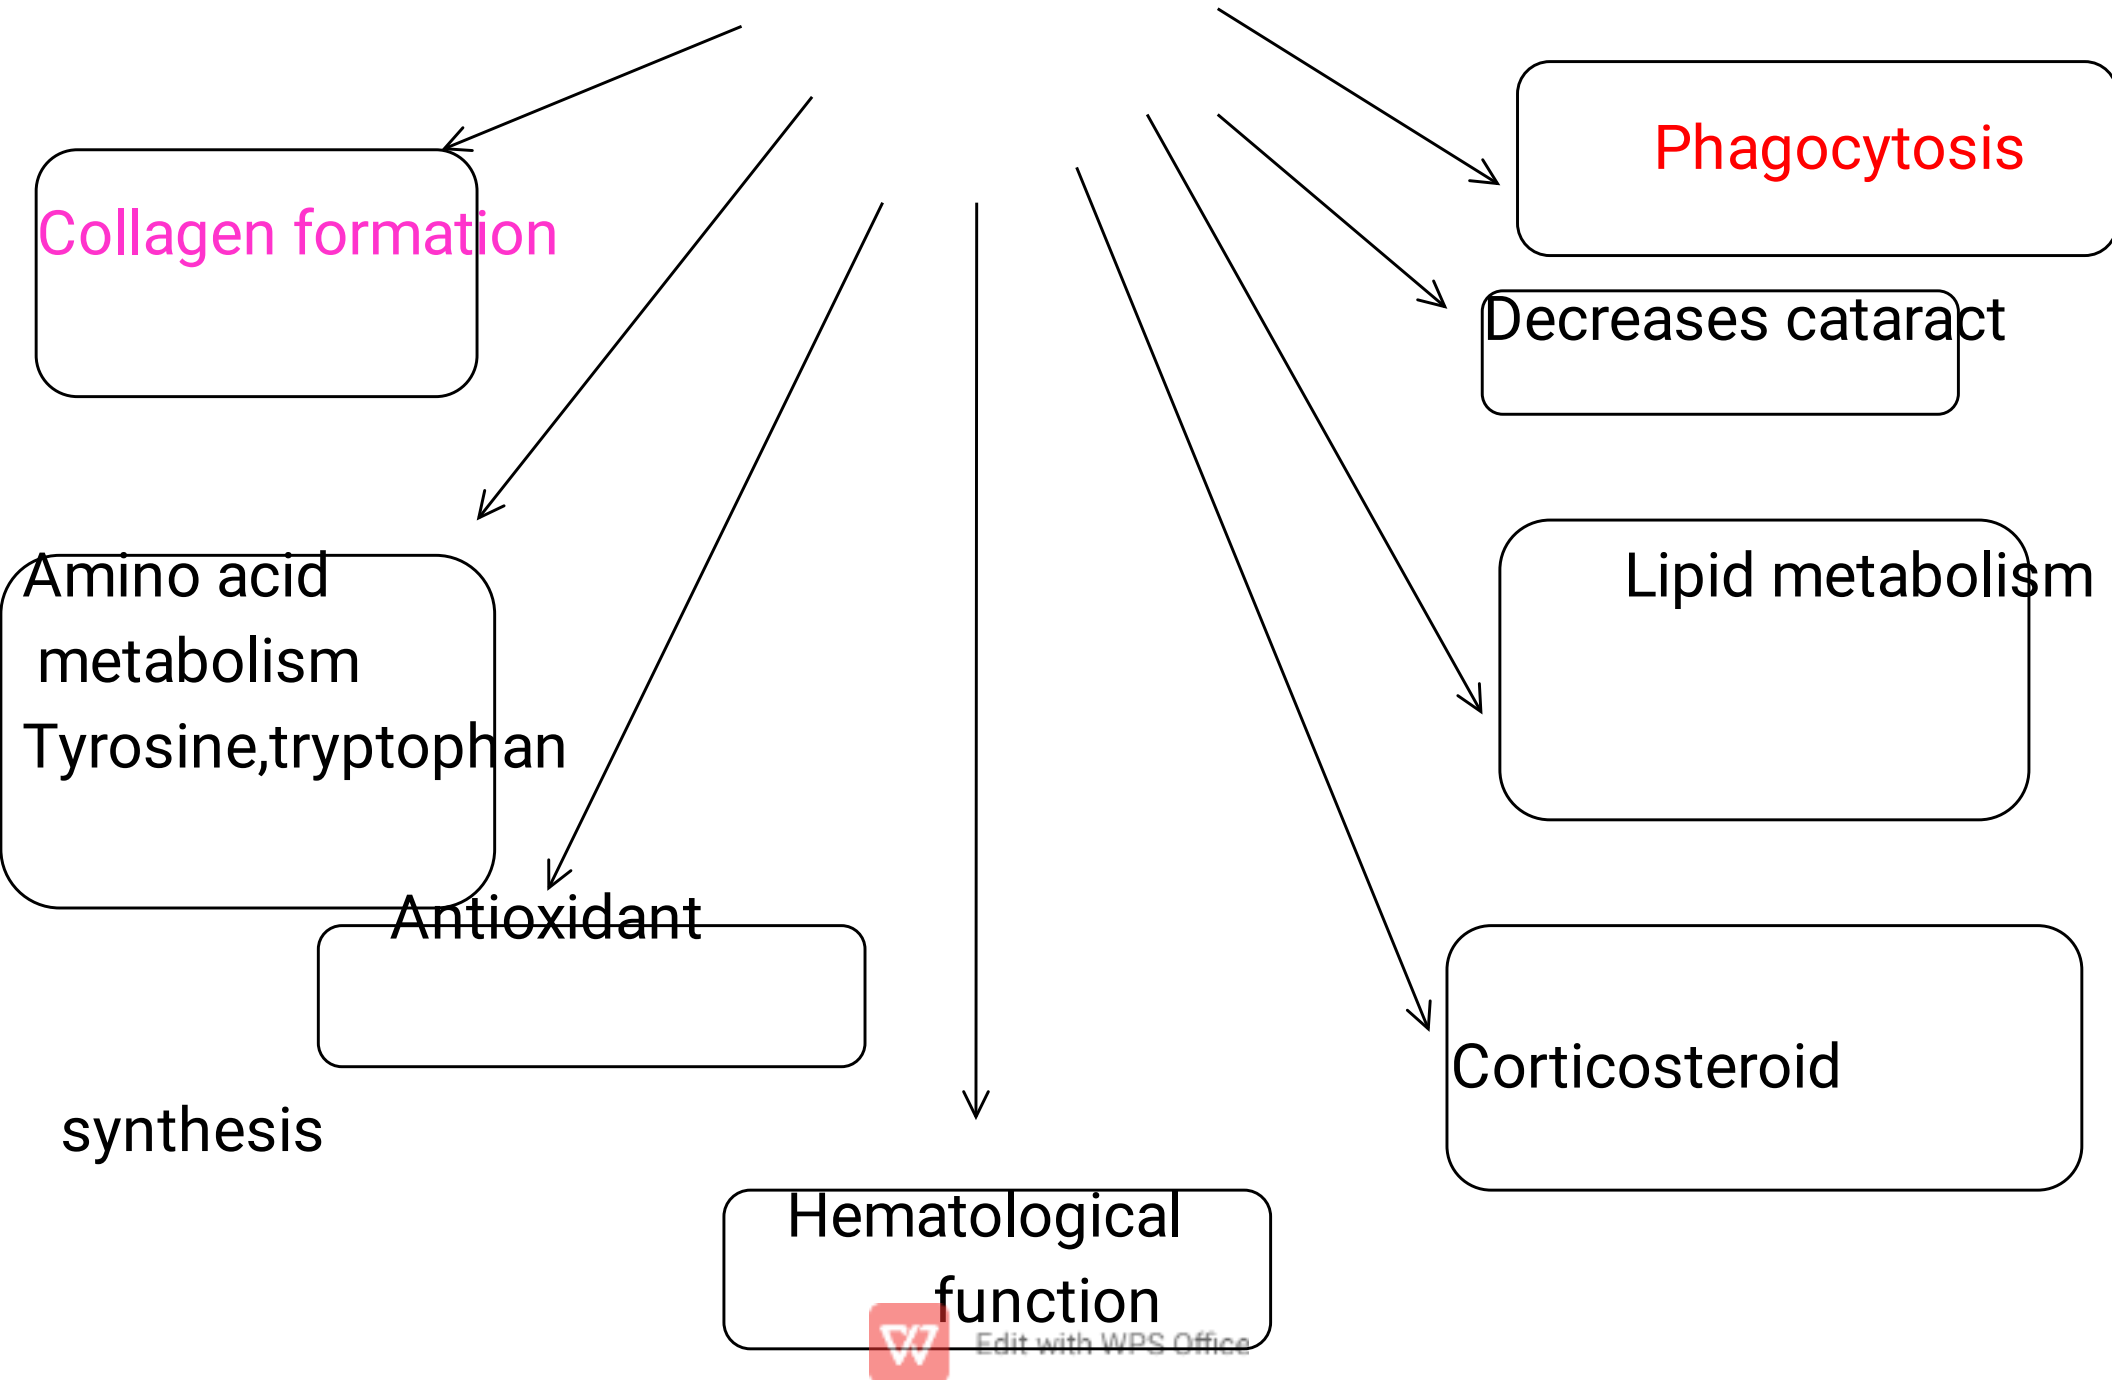 Phagocytosis
Collagen formation
Decreases cataract
Amino acid
metabolism
Tyrosine,tryptophan
Lipid metabolism
Antioxidant
Corticosteroid
synthesis
Hematological
function
Edit with WPS Office